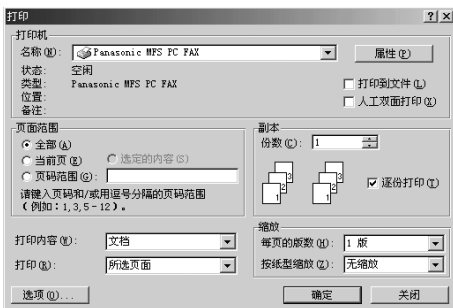 打印
打印机
名称(N): Panasonic MFS PC FAX 属性(P)
状态: 空闲
类型: Panasonic MFS PC FAX 打印到文件(L)
位置: 人工双面打印(X)
备注:
页面范围 副本
全部(A) 份数(C): 1
当前页(E) 选定的内容(S)
页码范围(G): 逐份打印(T)
请键入页码和/或用逗号分隔的页码范围
(例如:1,3,5-12)。
缩放
打印内容(W): 文档 每页的版数(H): 1 版
打印(R): 所选页面 按纸型缩放(Z): 无缩放
选项(O)... 确定 关闭